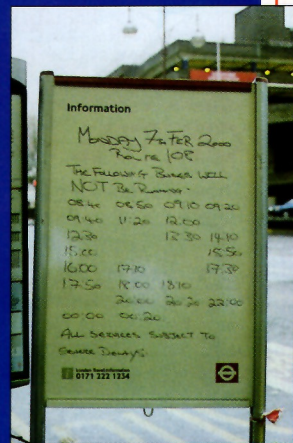 Information
MONDAY 7TH FEB 2000
ROUTE 108
THE FOLLOWING BUSES WILL
NOT BE RUNNING.
08:40 08:50 09:10 09:20
09:40 11:20 12:00
12:30 13:30 14:10
15:00 15:50
16:00 17:10 17:30
17:50 18:00 18:10
20:00 20:20 22:00
00:00 00:20
ALL SERVICES SUBJECT TO
SEVERE DELAYS.
London Travel Information
0171 222 1234